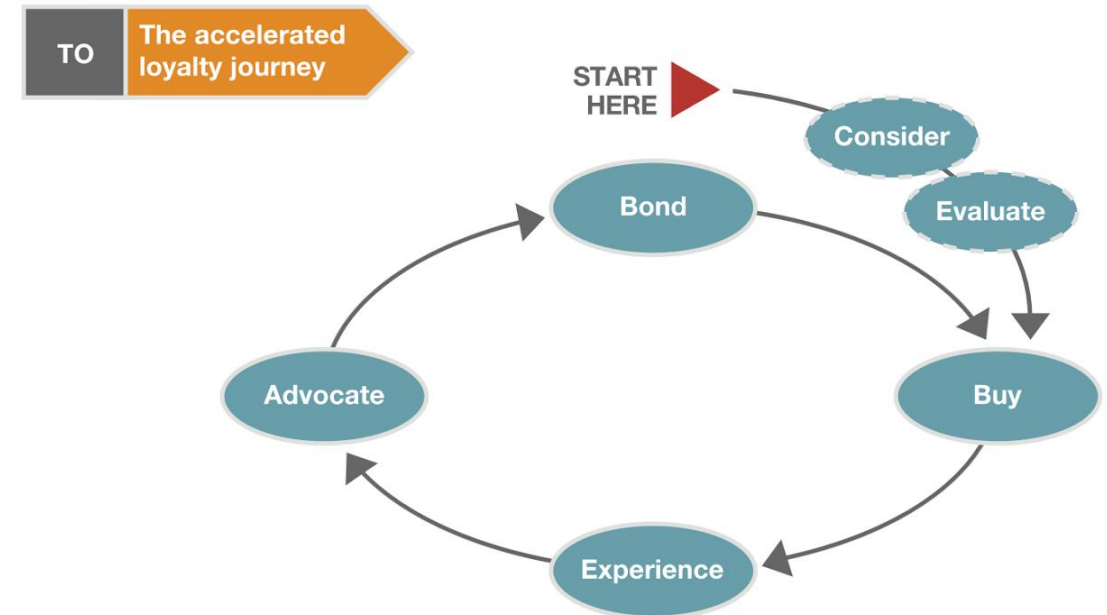 TO
The accelerated
loyalty journey
START
HERE
Consider
Evaluate
Bond
Buy
Advocate
Experience